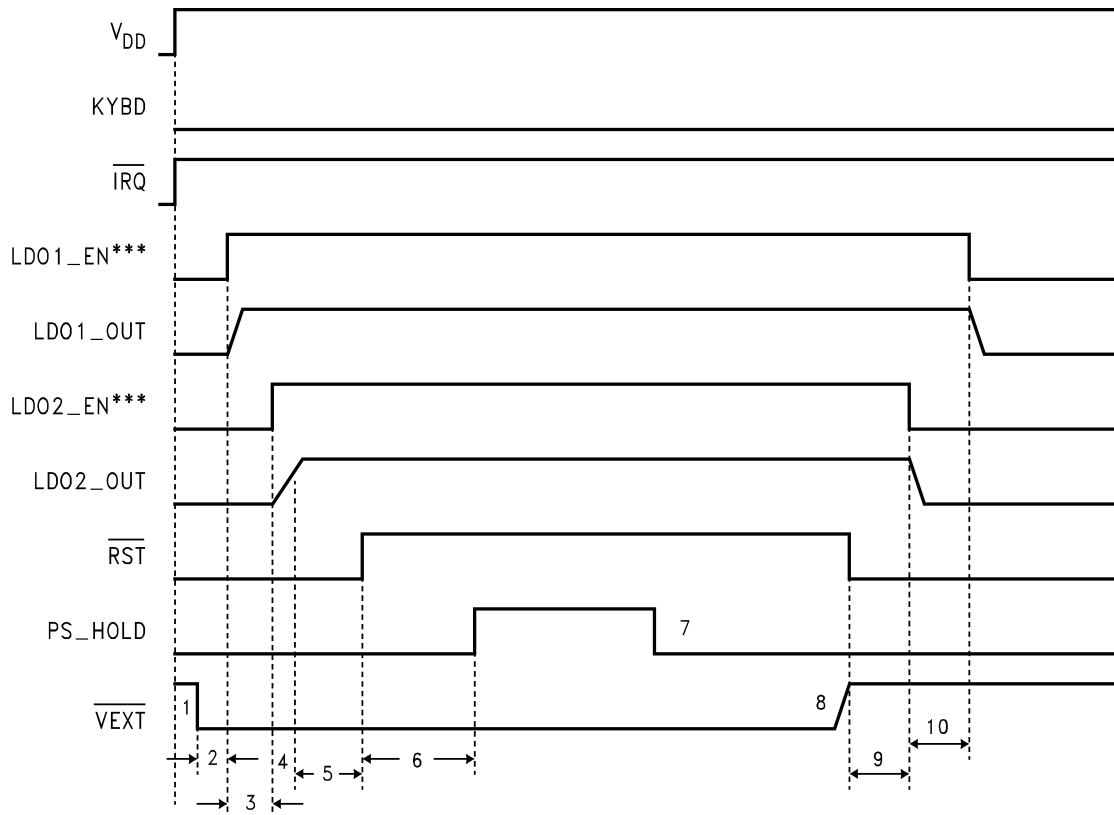 VDD
KYBD
IRQ
LDO1_EN***
LDO1_OUT
LDO2_EN***
LDO2_OUT
RST
PS_HOLD
7
VEXT
1
8
2
4
5
6
9
10
3